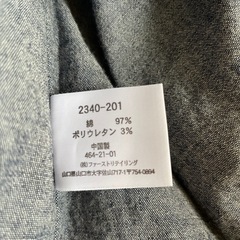 2340-201
綿 97%
ポリウレタン 3%
中国製
464-21-01
(株)ファーストリテイリング
山口県山口市大字佐山717-1〒754-0894